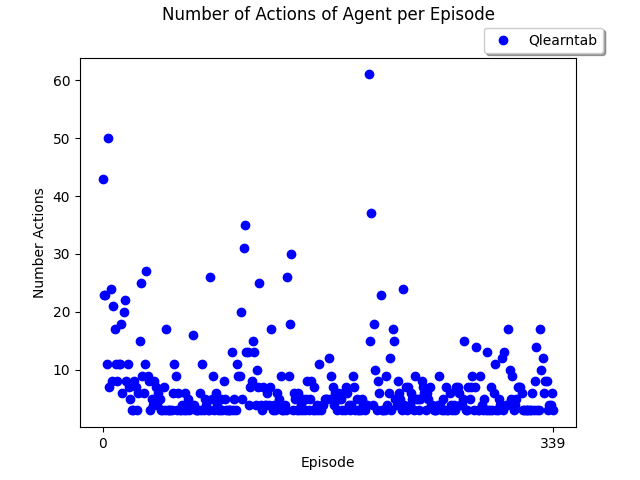 Number of Actions of Agent per Episode
Qlearntab
60
50
40
30
20
10
Number Actions
0
339
Episode